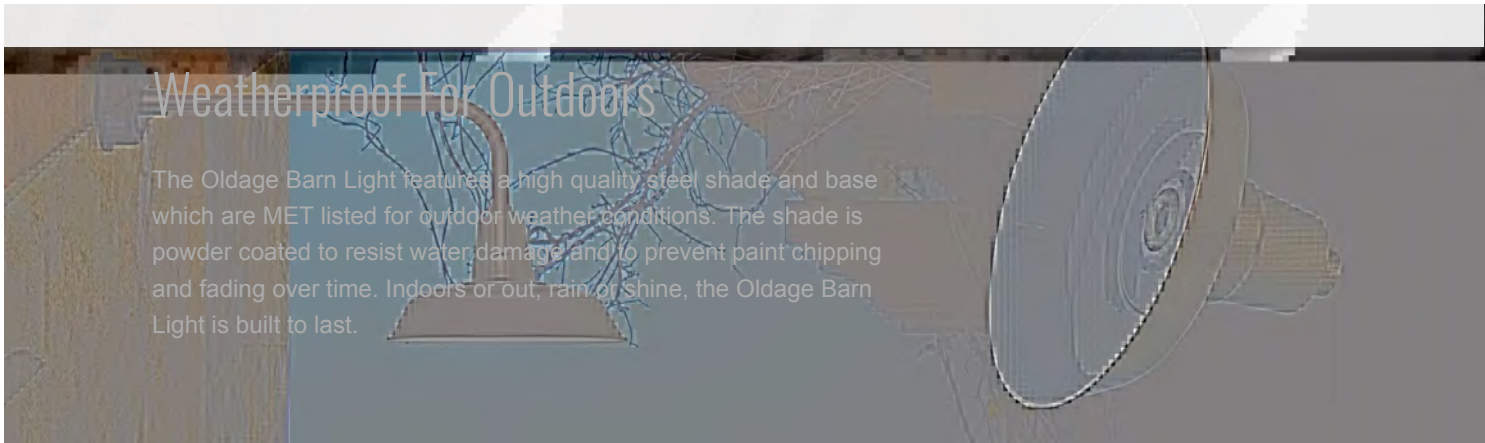 Weatherproof For Outdoors
The Oldage Barn Light features a high quality steel shade and base
which are MET listed for outdoor weather conditions. The shade is
powder coated to resist water damage and to prevent paint chipping
and fading over time. Indoors or out, rain or shine, the Oldage Barn
Light is built to last.